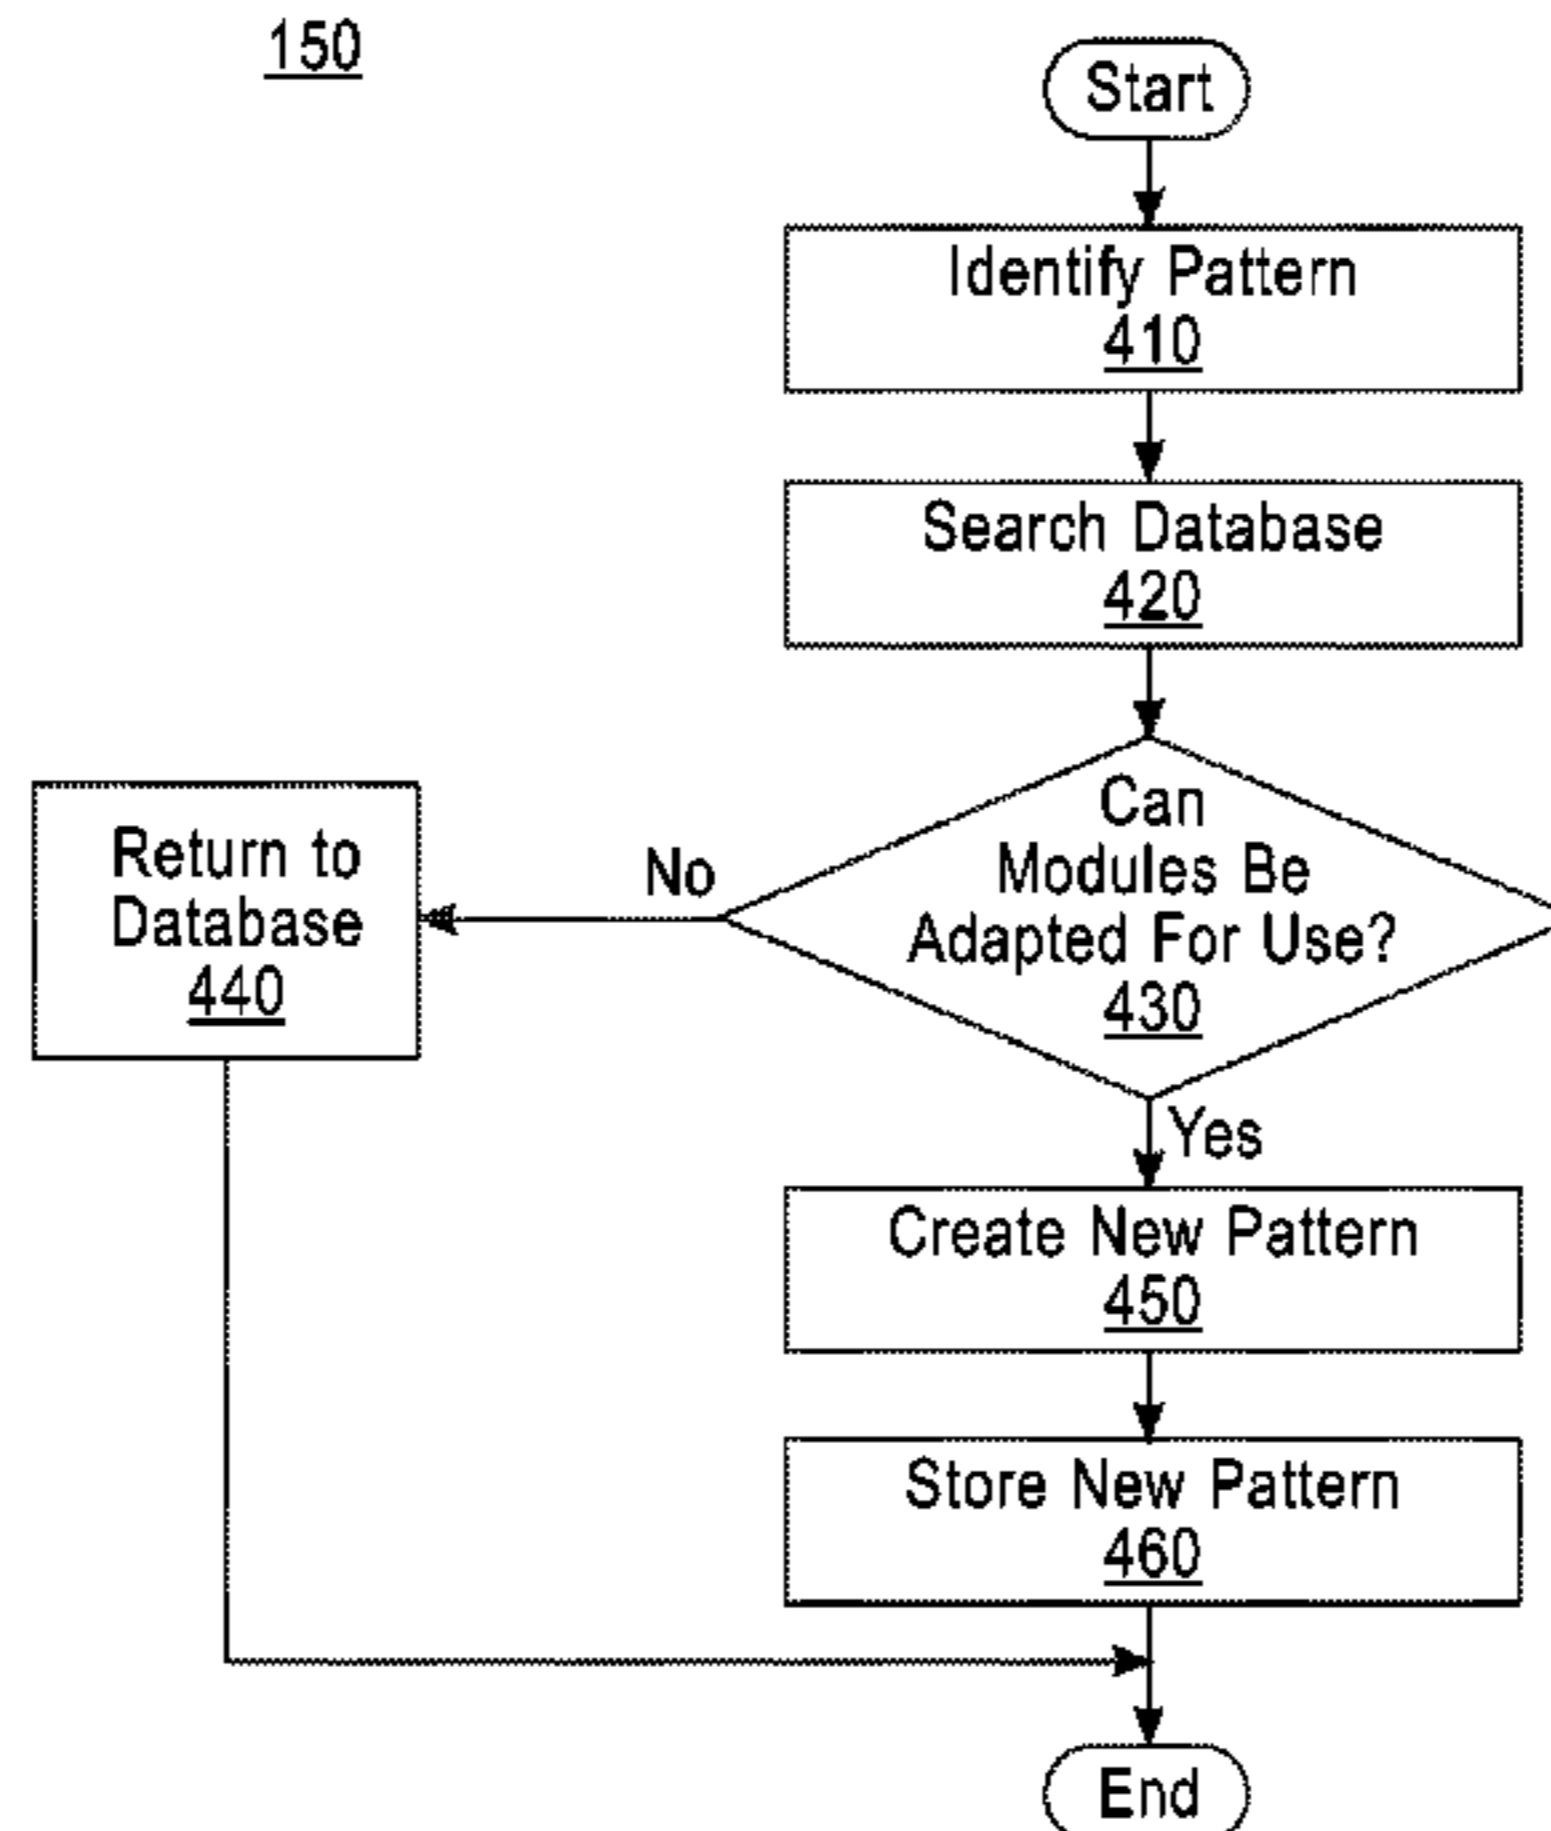 150
Start
Identify Pattern
410
Search Database
420
Can
Modules Be
Adapted For Use?
430
No
Return to
Database
440
Yes
Create New Pattern
450
Store New Pattern
460
End